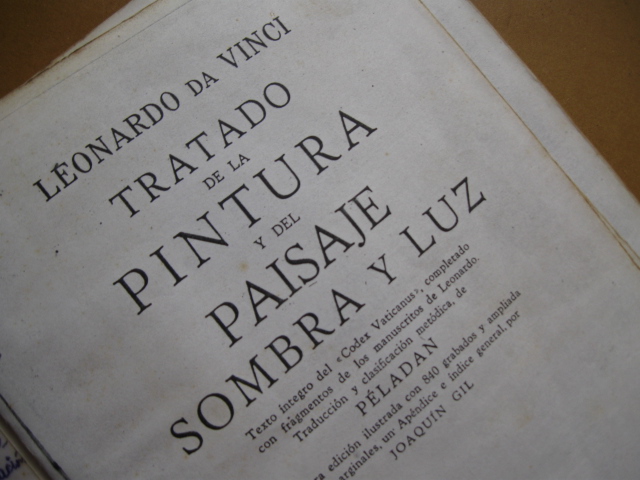 LÉONARDO DA VINCI
TRATADO
DE LA
PINTURA
Y DEL
PAISAJE
SOMBRA Y LUZ
Texto integro del «Codex Vaticanus», completado
con fragmentos de los manuscritos de Leonardo.
Traducción y clasificación metódica, de
PÉLADAN
edición ilustrada con 840 grabados y ampliada
marginales, un Apéndice e índice general, por
JOAQUÍN GIL